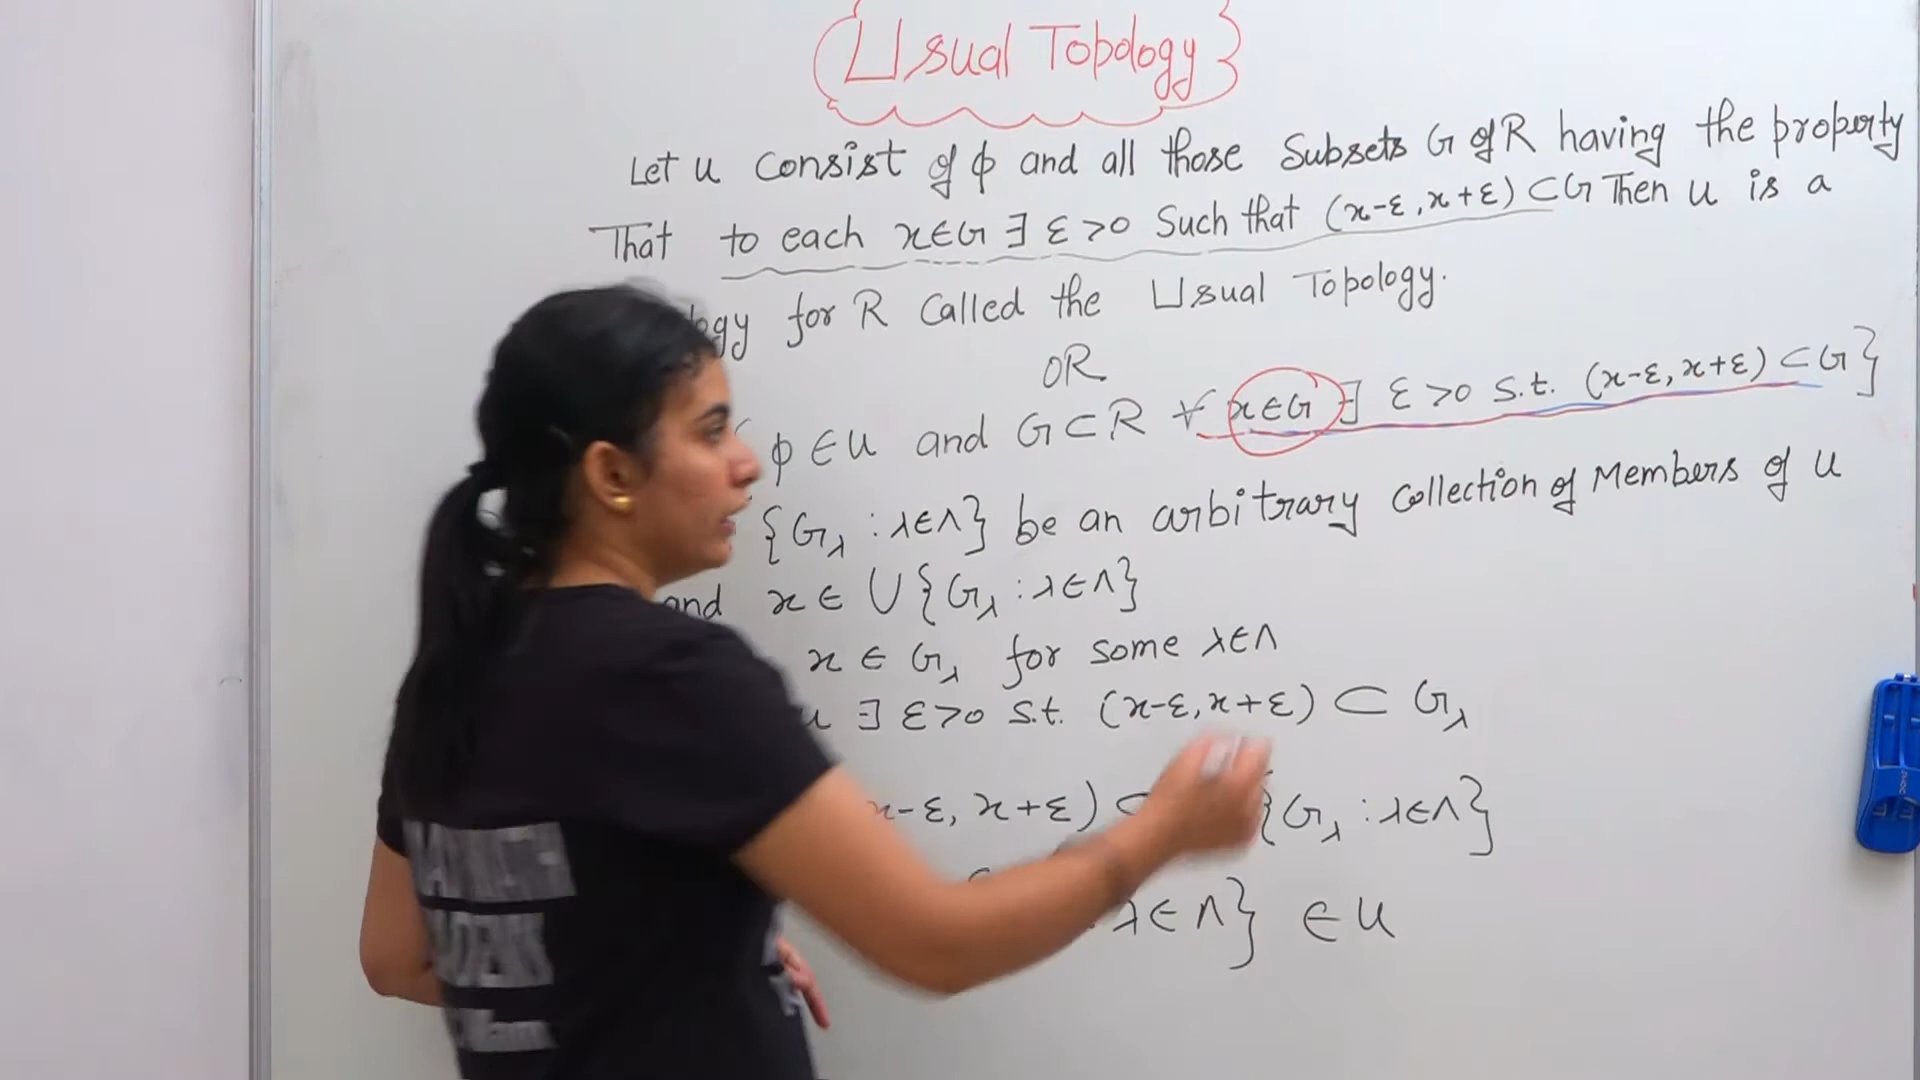 Usual Topology
Let U Consist of ϕ and all those Subsets G of R having the property
That to each x∈G ∃ ε>0 Such that (x-ε, x+ε) ⊂ G Then U is a
for R Called the Usual Topology.
OR
ϕ ∈ U and G ⊂ R ∀ x∈G ∃ ε>0 S.t. (x-ε, x+ε) ⊂ G}
{Gλ : λ∈Λ} be an arbitrary Collection of Members of U
and x ∈ ∪{Gλ : λ∈Λ}
x ∈ Gλ for some λ∈Λ
∃ ε>0 s.t. (x-ε, x+ε) ⊂ Gλ
x-ε, x+ε) ⊂ {Gλ : λ∈Λ}
λ∈Λ} ∈ U